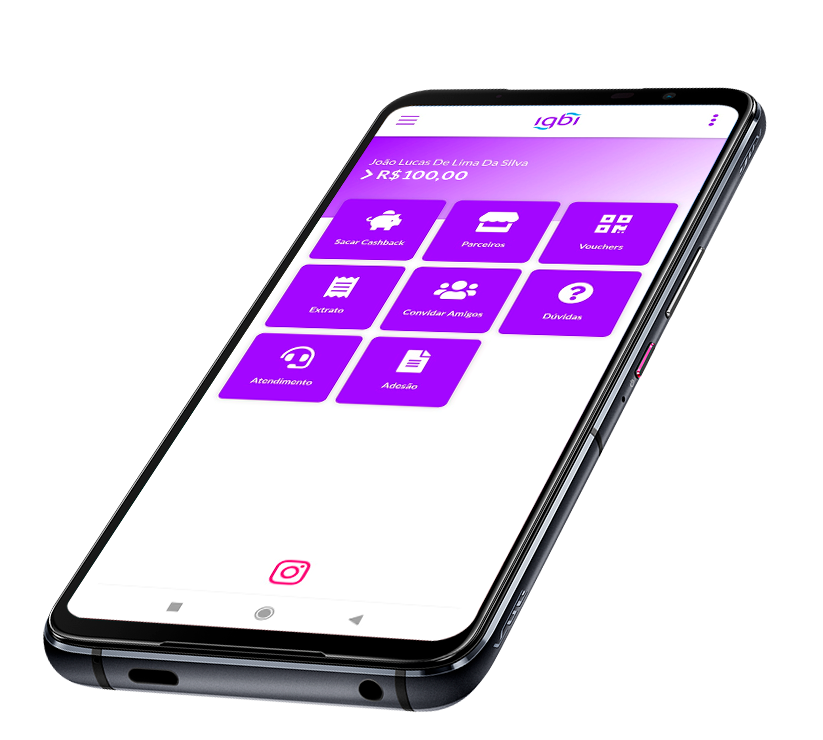 igbi
João Lucas De Lima Da Silva
R$100,00
Sacar Cashback
Parceiros
Vouchers
Extrato
Convidar Amigos
Dúvidas
Atendimento
Adesão